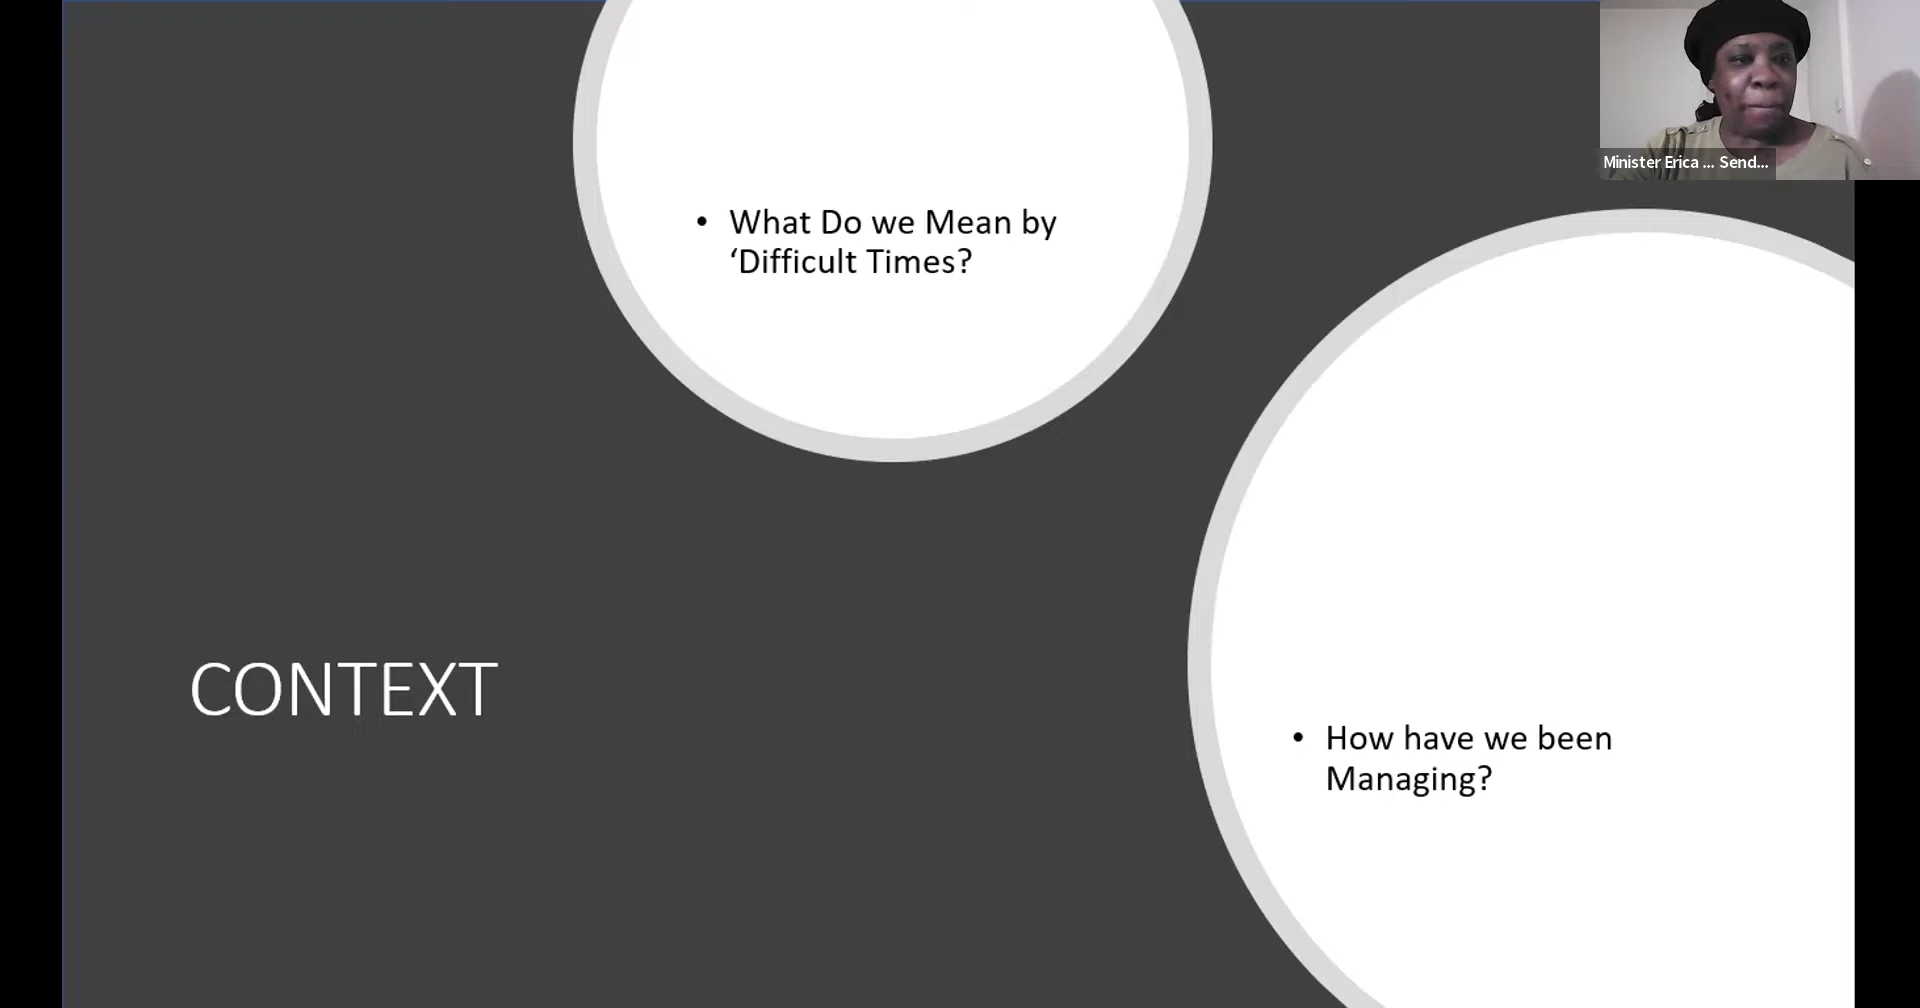 Minister Erica ... Send...
• What Do we Mean by
‘Difficult Times?
CONTEXT
• How have we been
Managing?